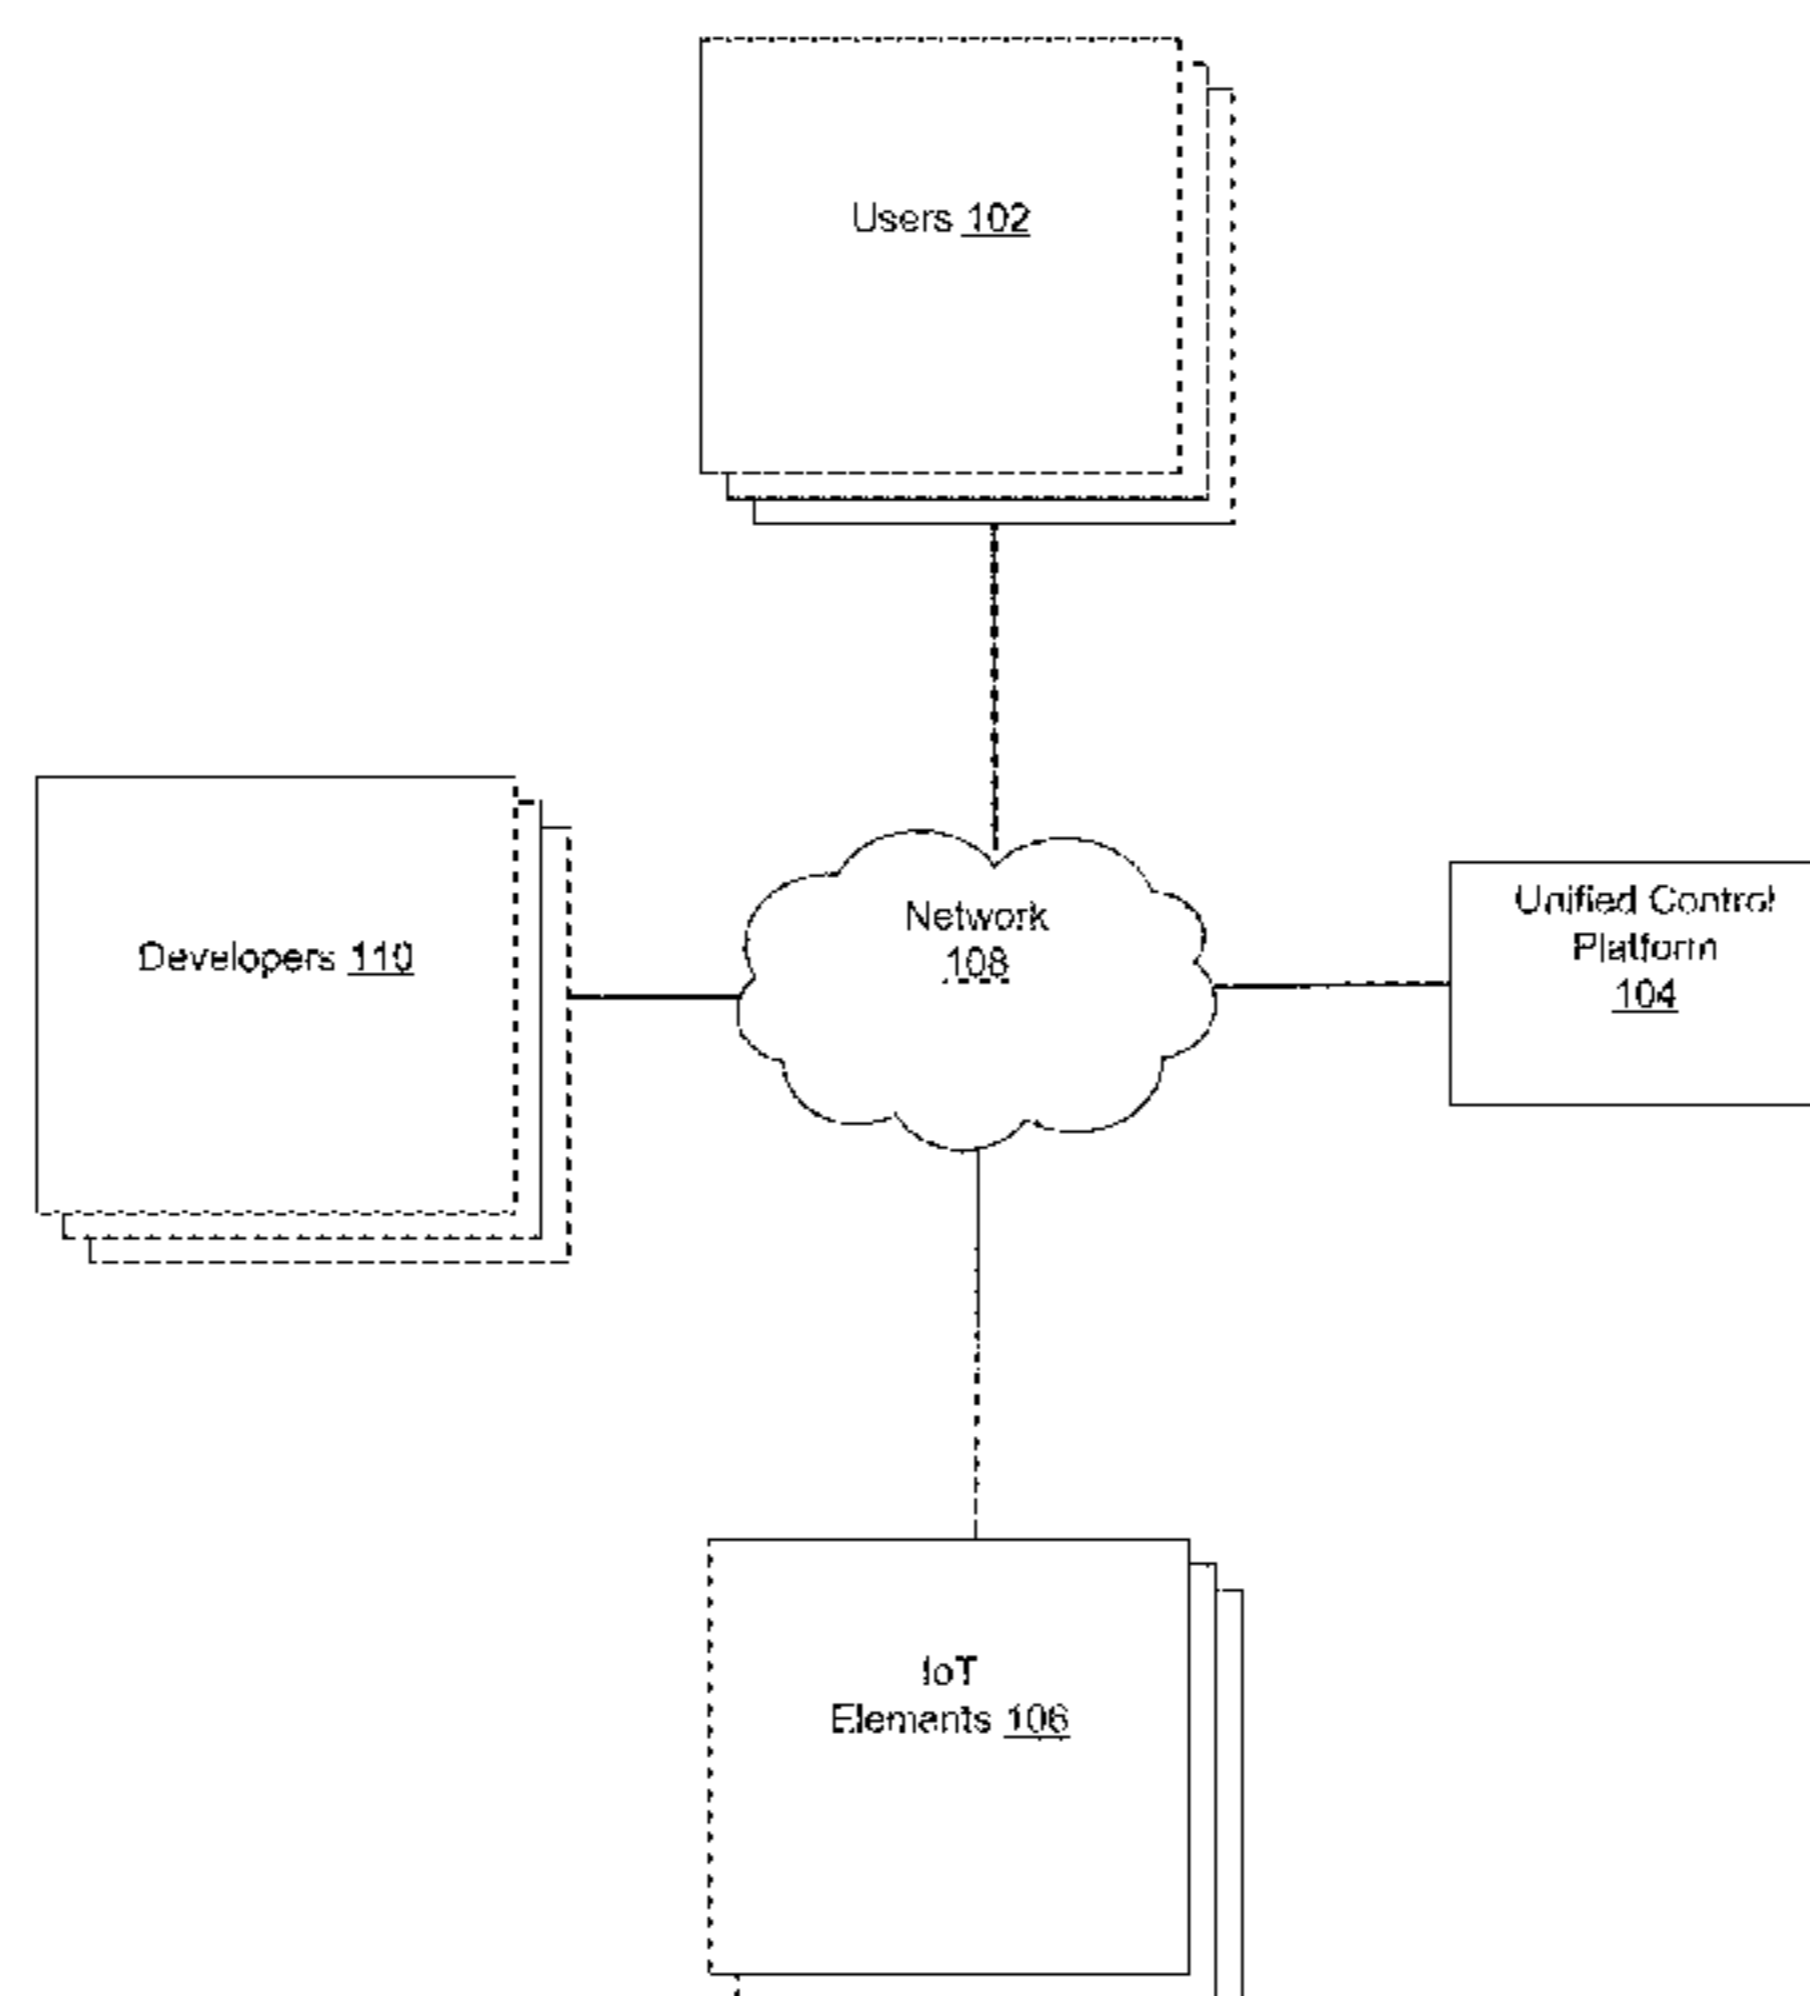 Users 102
Network
108
Unified Control
Platform
104
Developers 110
IoT
Elements 106